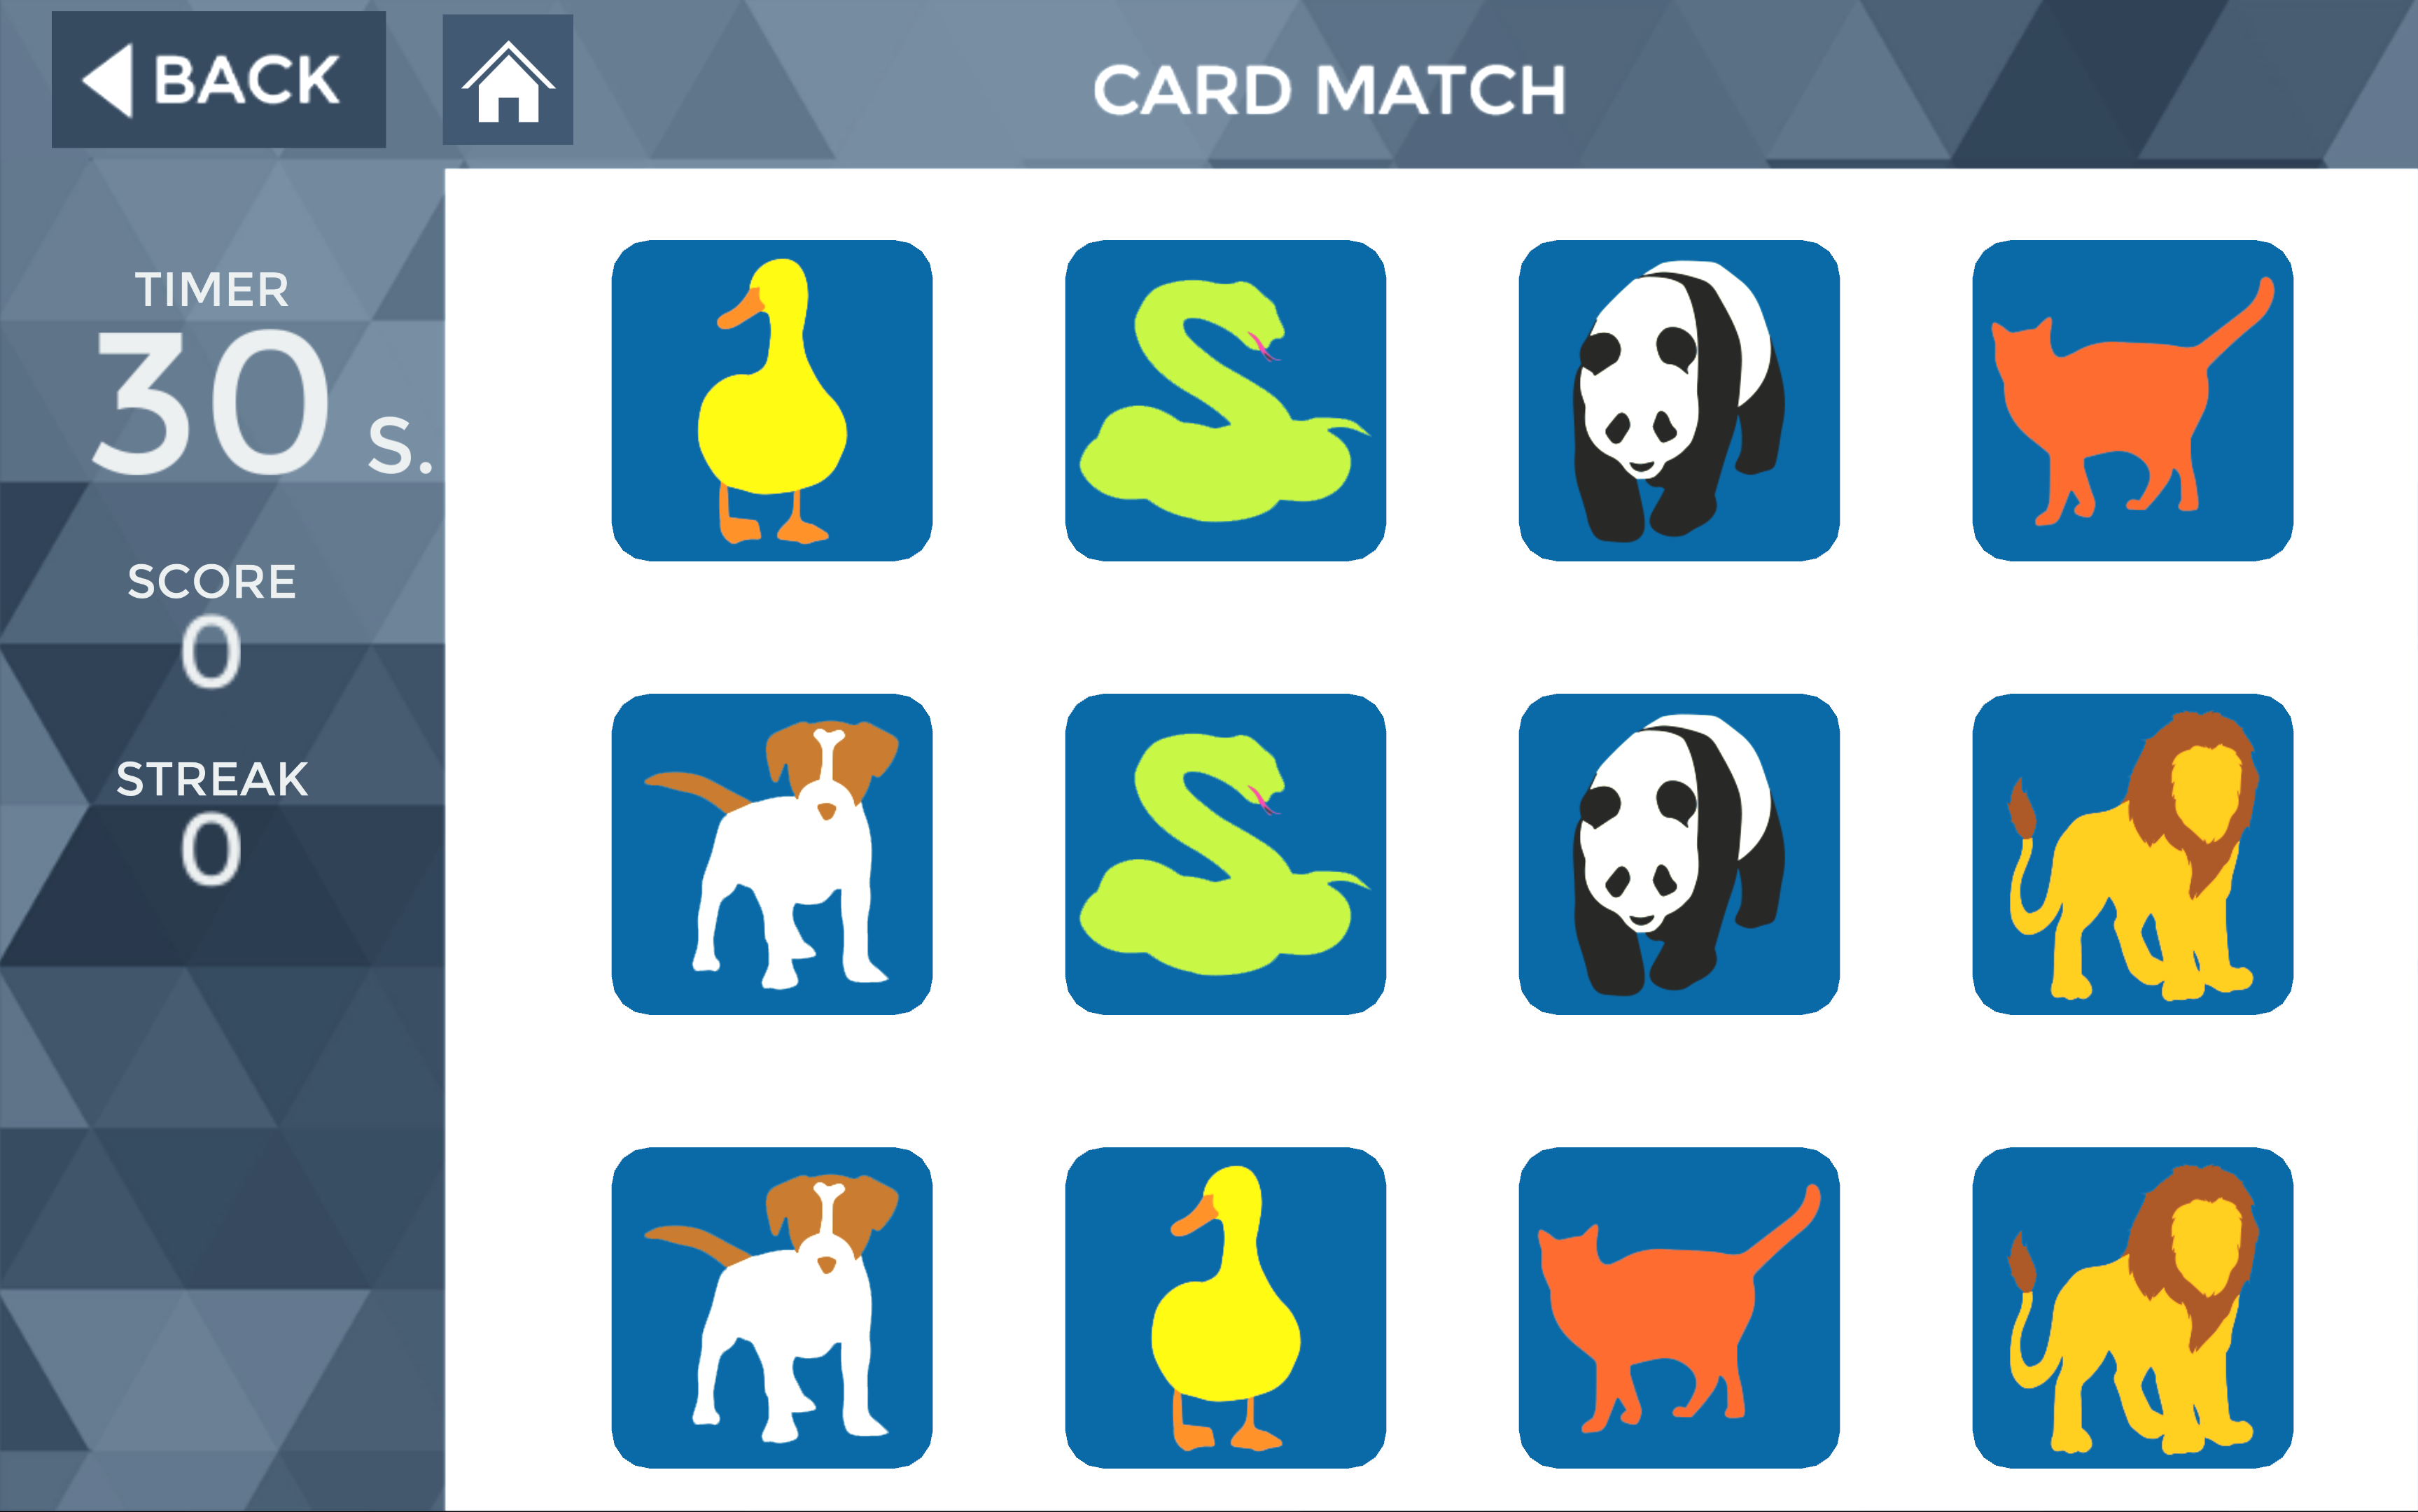 BACK
CARD MATCH
TIMER
30 s.
SCORE
0
STREAK
0